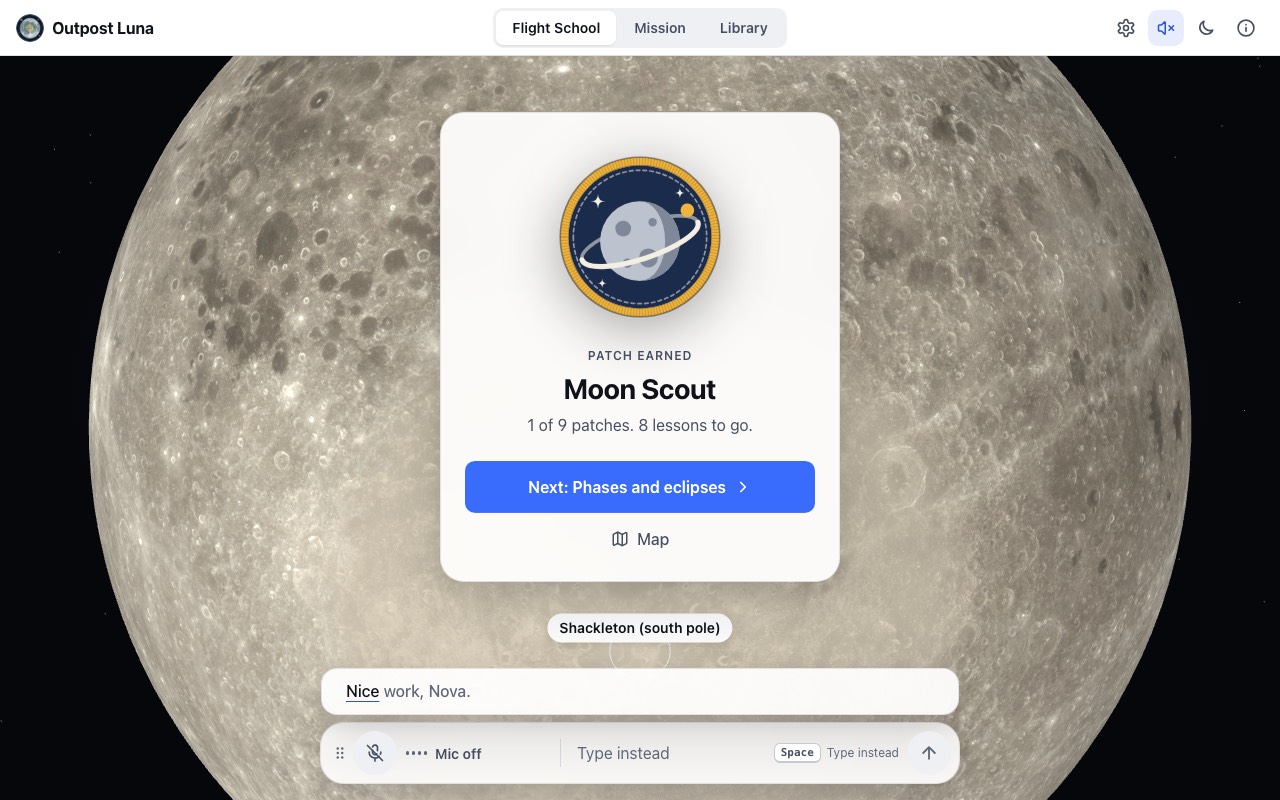 Outpost Luna
Flight School
Mission
Library
PATCH EARNED
Moon Scout
1 of 9 patches. 8 lessons to go.
Next: Phases and eclipses
Map
Shackleton (south pole)
Nice work, Nova.
Mic off
Type instead
Space
Type instead